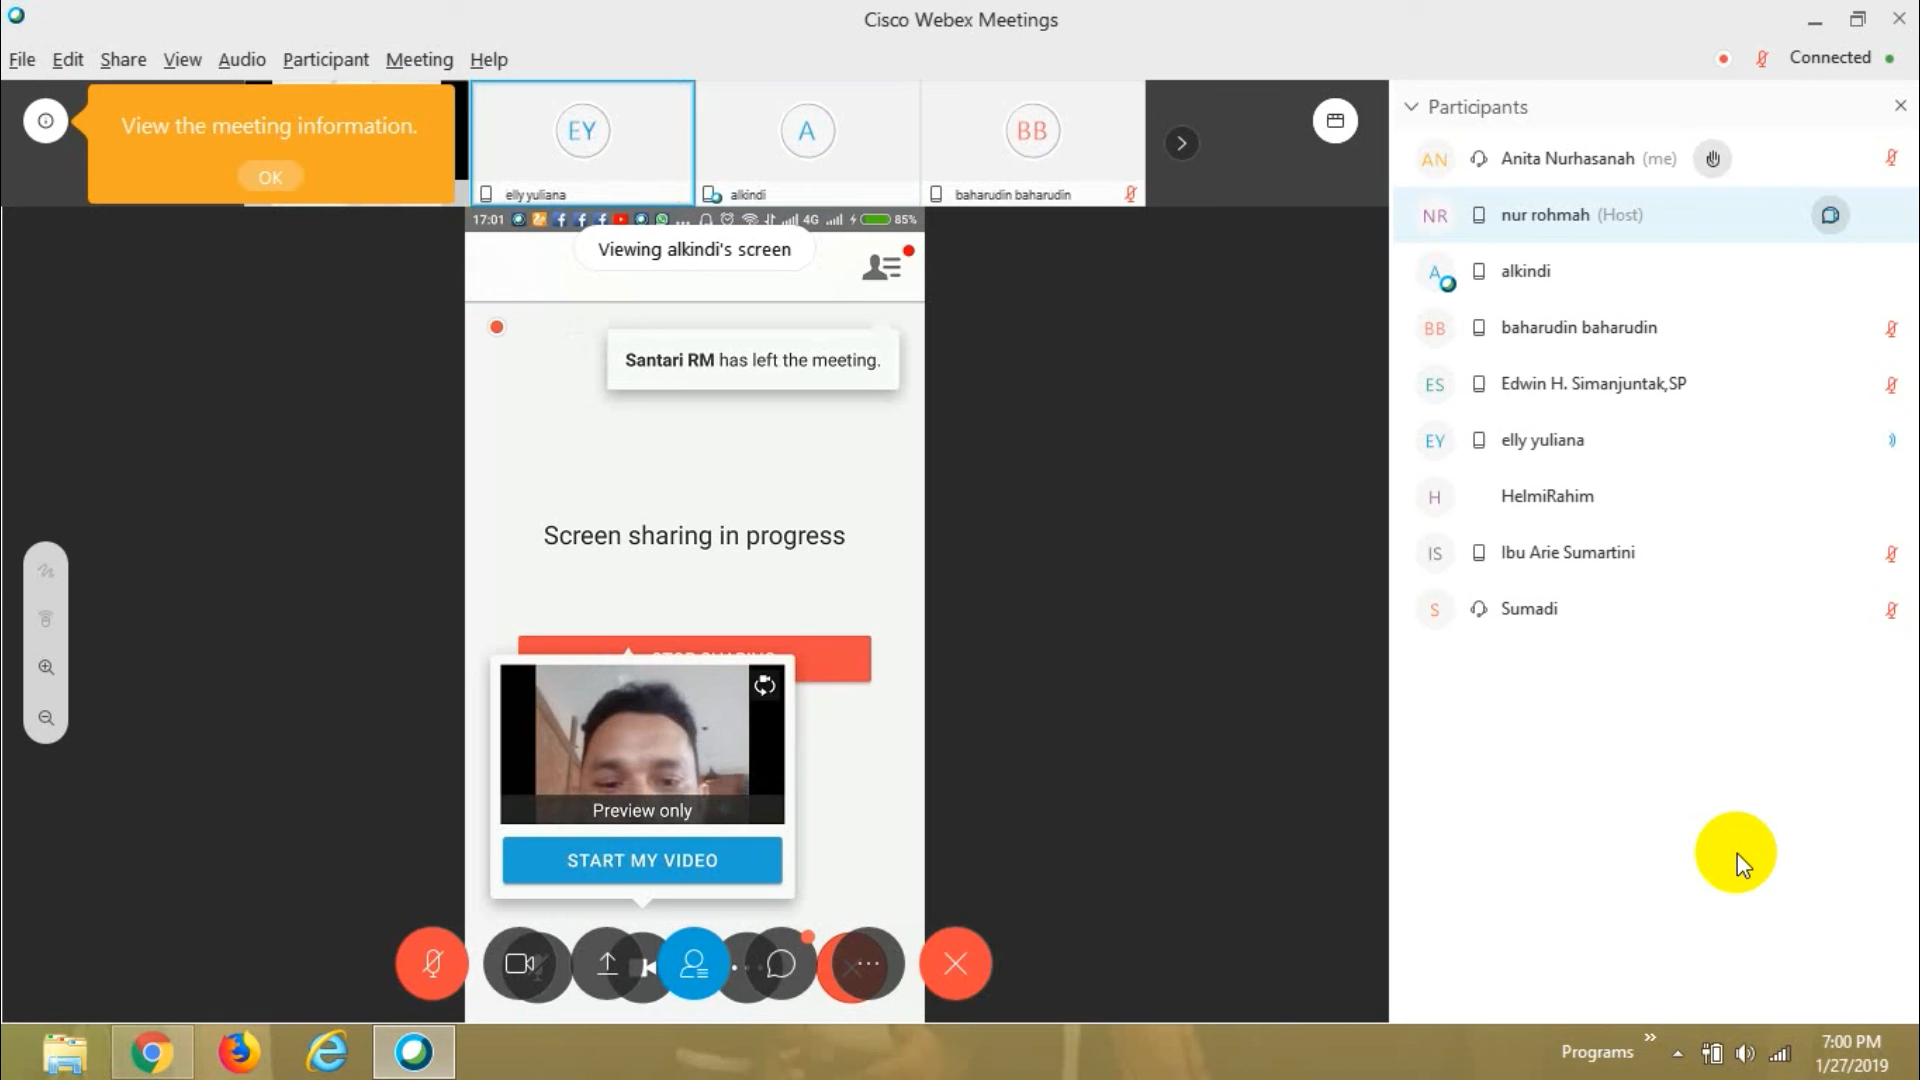 Cisco Webex Meetings
File Edit Share View Audio Participant Meeting Help
Connected
View the meeting information.
OK
EY
elly yuliana
A
alkindi
BB
baharudin baharudin
17:01
4G
85%
Viewing alkindi's screen
Santari RM has left the meeting.
Screen sharing in progress
STOP SHARING
Preview only
START MY VIDEO
Participants
AN Anita Nurhasanah (me)
NR nur rohmah (Host)
A alkindi
BB baharudin baharudin
ES Edwin H. Simanjuntak,SP
EY elly yuliana
H HelmiRahim
IS Ibu Arie Sumartini
S Sumadi
Programs
7:00 PM
1/27/2019